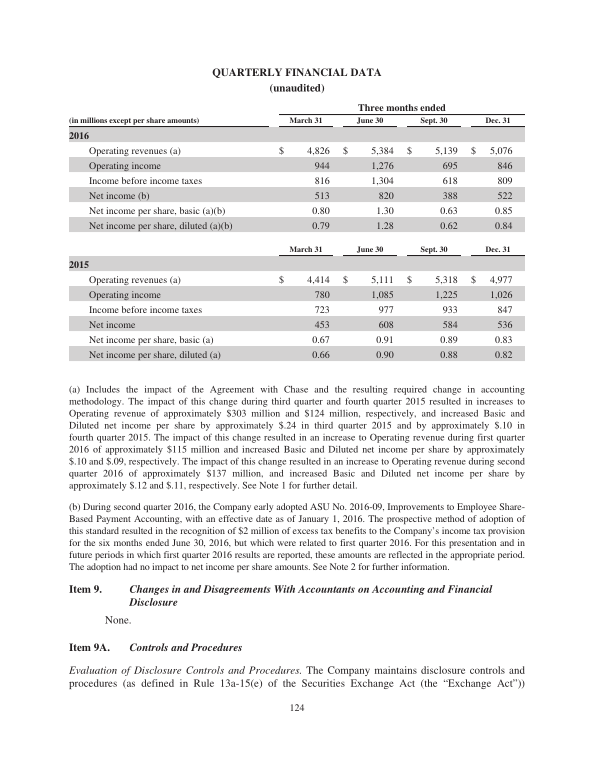 QUARTERLY FINANCIAL DATA
(unaudited)
Three months ended
(in millions except per share amounts) March 31 June 30 Sept. 30 Dec. 31
2016
Operating revenues (a) $ 4,826 $ 5,384 $ 5,139 $ 5,076
Operating income 944 1,276 695 846
Income before income taxes 816 1,304 618 809
Net income (b) 513 820 388 522
Net income per share, basic (a)(b) 0.80 1.30 0.63 0.85
Net income per share, diluted (a)(b) 0.79 1.28 0.62 0.84
March 31 June 30 Sept. 30 Dec. 31
2015
Operating revenues (a) $ 4,414 $ 5,111 $ 5,318 $ 4,977
Operating income 780 1,085 1,225 1,026
Income before income taxes 723 977 933 847
Net income 453 608 584 536
Net income per share, basic (a) 0.67 0.91 0.89 0.83
Net income per share, diluted (a) 0.66 0.90 0.88 0.82
(a) Includes the impact of the Agreement with Chase and the resulting required change in accounting
methodology. The impact of this change during third quarter and fourth quarter 2015 resulted in increases to
Operating revenue of approximately $303 million and $124 million, respectively, and increased Basic and
Diluted net income per share by approximately $.24 in third quarter 2015 and by approximately $.10 in
fourth quarter 2015. The impact of this change resulted in an increase to Operating revenue during first quarter
2016 of approximately $115 million and increased Basic and Diluted net income per share by approximately
$.10 and $.09, respectively. The impact of this change resulted in an increase to Operating revenue during second
quarter 2016 of approximately $137 million, and increased Basic and Diluted net income per share by
approximately $.12 and $.11, respectively. See Note 1 for further detail.
(b) During second quarter 2016, the Company early adopted ASU No. 2016-09, Improvements to Employee Share-
Based Payment Accounting, with an effective date as of January 1, 2016. The prospective method of adoption of
this standard resulted in the recognition of $2 million of excess tax benefits to the Company's income tax provision
for the six months ended June 30, 2016, but which were related to first quarter 2016. For this presentation and in
future periods in which first quarter 2016 results are reported, these amounts are reflected in the appropriate period.
The adoption had no impact to net income per share amounts. See Note 2 for further information.
Item 9. Changes in and Disagreements With Accountants on Accounting and Financial
Disclosure
None.
Item 9A. Controls and Procedures
Evaluation of Disclosure Controls and Procedures. The Company maintains disclosure controls and
procedures (as defined in Rule 13a-15(e) of the Securities Exchange Act (the “Exchange Act”))
124